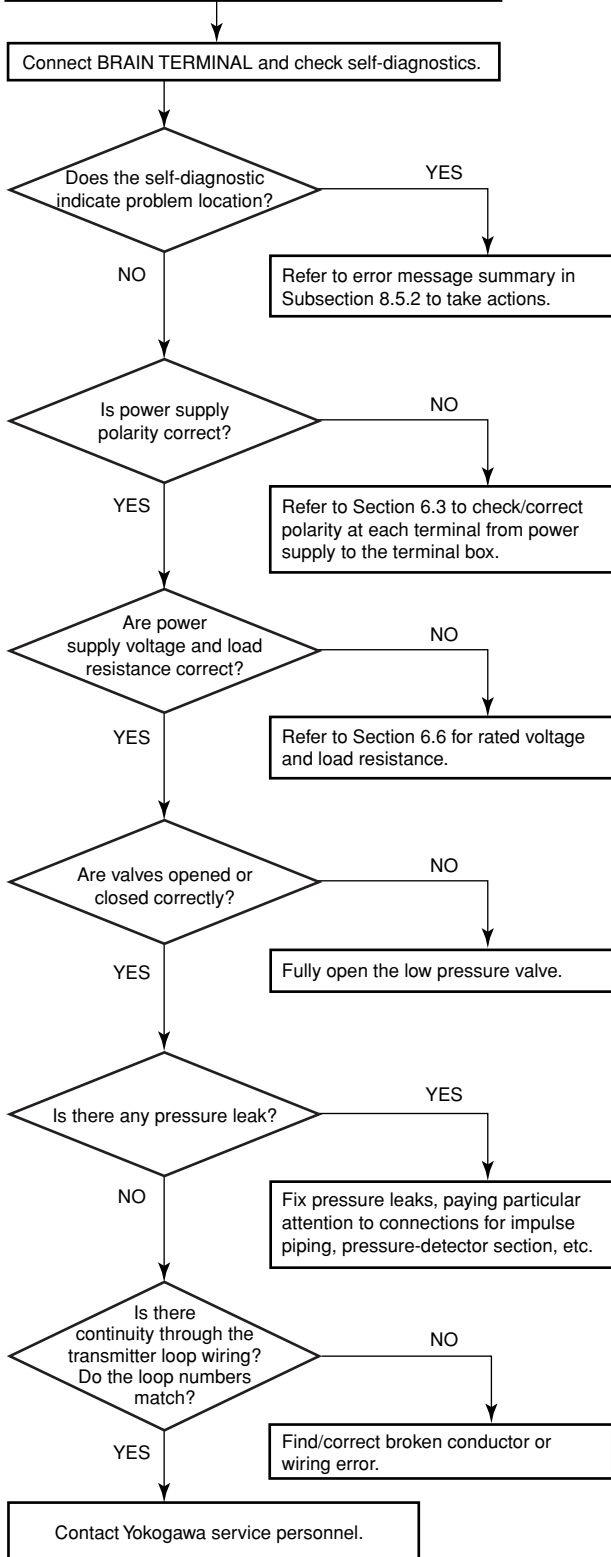 Connect BRAIN TERMINAL and check self-diagnostics.
Does the self-diagnostic
indicate problem location?
YES
NO
Refer to error message summary in
Subsection 8.5.2 to take actions.
Is power supply
polarity correct?
NO
YES
Refer to Section 6.3 to check/correct
polarity at each terminal from power
supply to the terminal box.
Are power
supply voltage and load
resistance correct?
NO
YES
Refer to Section 6.6 for rated voltage
and load resistance.
Are valves opened or
closed correctly?
NO
YES
Fully open the low pressure valve.
Is there any pressure leak?
YES
NO
Fix pressure leaks, paying particular
attention to connections for impulse
piping, pressure-detector section, etc.
Is there
continuity through the
transmitter loop wiring?
Do the loop numbers
match?
NO
YES
Find/correct broken conductor or
wiring error.
Contact Yokogawa service personnel.